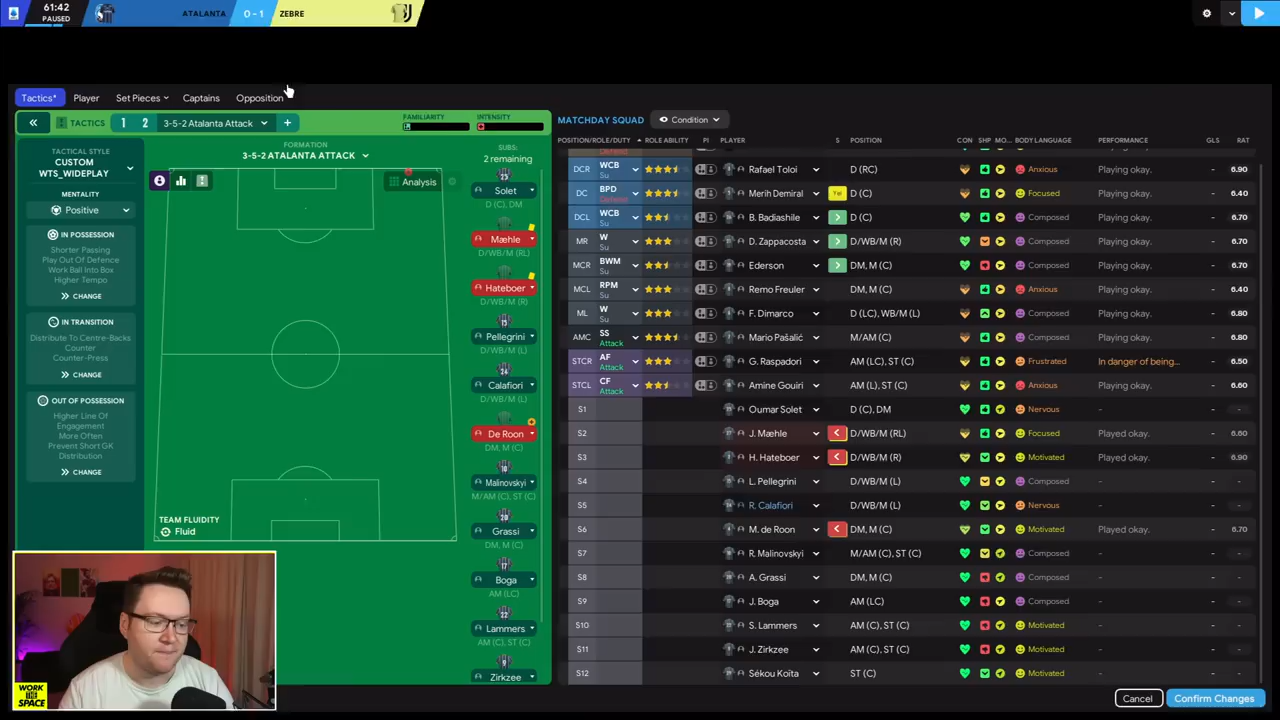 61:42
PAUSED
ATALANTA
0 - 1
ZEBRE
Tactics*
Player
Set Pieces
Captains
Opposition
TACTICS
1
2
3-5-2 Atalanta Attack
+
FAMILIARITY
INTENSITY
TACTICAL STYLE
CUSTOM
WTS_WIDEPLAY
MENTALITY
Positive
IN POSSESSION
Shorter Passing
Play Out Of Defence
Work Ball Into Box
Higher Tempo
CHANGE
IN TRANSITION
Distribute To Centre-Backs
Counter
Counter-Press
CHANGE
OUT OF POSSESSION
Higher Line Of
Engagement
More Often
Prevent Short GK
Distribution
CHANGE
FORMATION
3-5-2 ATALANTA ATTACK
Analysis
TEAM FLUIDITY
Fluid
SUBS:
2 remaining
Solet
D (C), DM
Mæhle
D/WB/M (RL)
Hateboer
D/WB/M (R)
Pellegrini
D/WB/M (L)
Calafiori
D/WB/M (L)
De Roon
DM, M (C)
Malinovskyi
M/AM (C), ST (C)
Grassi
DM, M (C)
Boga
AM (LC)
Lammers
AM (C), ST (C)
Zirkzee
MATCHDAY SQUAD
Condition
POSITION/ROLE/DUTY ROLE ABILITY PI PLAYER S POSITION CON SHP MO... BODY LANGUAGE PERFORMANCE GLS RAT
DCR WCB Rafael Toloi D (RC) Anxious 6.90
DC BPD Defend Merih Demiral Yel D (C) Focused 6.40
DCL WCB Su B. Badiashile D (C) Composed Playing okay. - 6.70
MR W Su D. Zappacosta D/WB/M (R) Composed Playing okay. - 6.70
MCR BWM Su Ederson DM, M (C) Composed Playing okay. - 6.70
MCL RPM Su Remo Freuler DM, M (C) Anxious Playing okay. - 6.40
ML W Su F. Dimarco D (LC), WB/M (L) Composed Playing okay. - 6.80
AMC SS Attack Mario Pašalić M/AM (C) Composed Playing okay. - 6.80
STCR AF Attack G. Raspadori AM (LC), ST (C) Frustrated In danger of being... - 6.50
STCL CF Attack Amine Gouiri AM (L), ST (C) Anxious Playing okay. - 6.60
S1 Oumar Solet D (C), DM Nervous - - -
S2 J. Mæhle D/WB/M (RL) Focused Played okay. - 6.60
S3 H. Hateboer D/WB/M (R) Motivated Played okay. - 6.90
S4 L. Pellegrini D/WB/M (L) Composed - - -
S5 R. Calafiori D/WB/M (L) Nervous - - -
S6 M. de Roon DM, M (C) Motivated Played okay. - 6.70
S7 R. Malinovskyi M/AM (C), ST (C) Composed - - -
S8 A. Grassi DM, M (C) Composed - - -
S9 J. Boga AM (LC) Composed - - -
S10 S. Lammers AM (C), ST (C) Motivated - - -
S11 J. Zirkzee AM (C), ST (C) Motivated - - -
S12 Sékou Koïta ST (C) Motivated - - -
Cancel
Confirm Changes
WORK
THE
SPACE